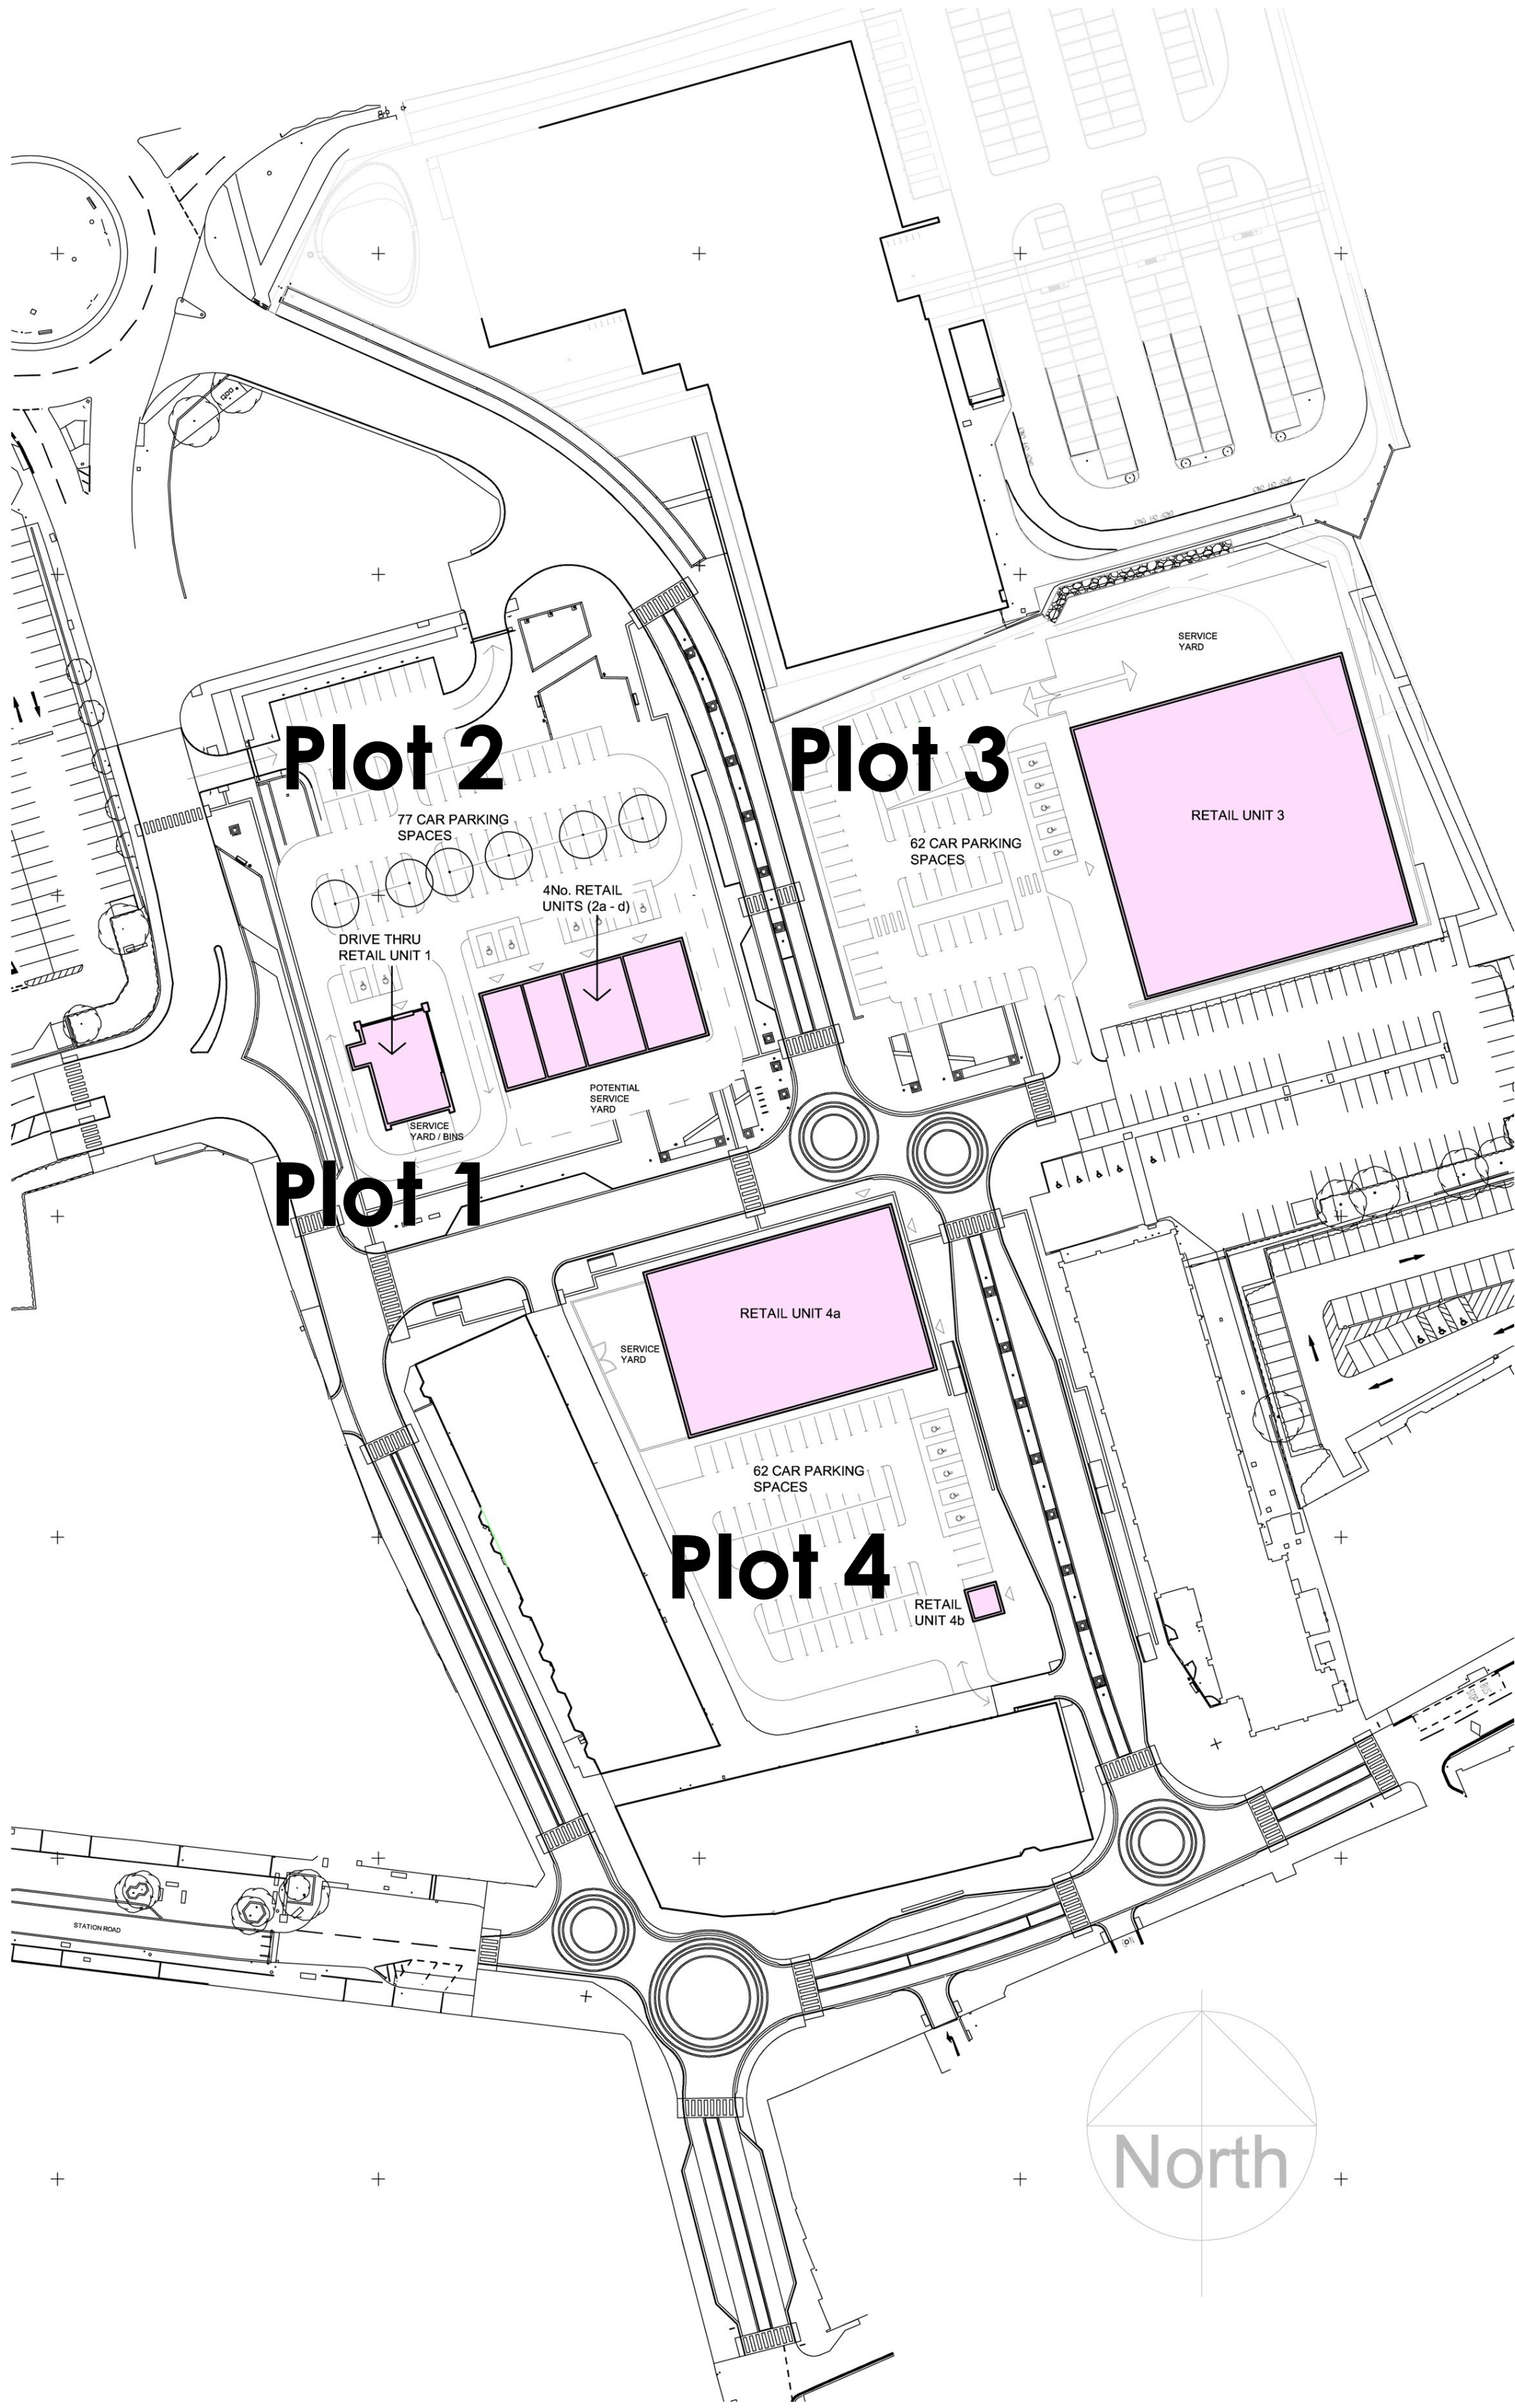 SERVICE
YARD
Plot 2
Plot 3
RETAIL UNIT 3
77 CAR PARKING
SPACES
62 CAR PARKING
SPACES
4No. RETAIL
UNITS (2a - d)
DRIVE THRU
RETAIL UNIT 1
POTENTIAL
SERVICE
YARD
SERVICE
YARD / BINS
Plot 1
RETAIL UNIT 4a
SERVICE
YARD
62 CAR PARKING
SPACES
Plot 4
RETAIL
UNIT 4b
STATION ROAD
North